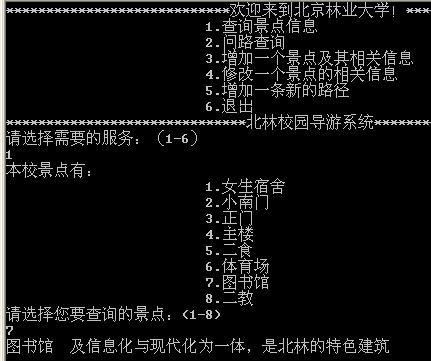 ****************************欢迎来到北京林业大学! ****
1.查询景点信息
2.问路查询
3.增加一个景点及其相关信息
4.修改一个景点的相关信息
5.增加一条新的路径
6.退出
******************************北林校园导游系统*******
请选择需要的服务: (1-6)
1
本校景点有:
1.女生宿舍
2.小南门
3.正门
4.主楼
5.二食
6.体育场
7.图书馆
8.二教
请选择您要查询的景点:(1-8)
7
图书馆  及信息化与现代化为一体, 是北林的特色建筑